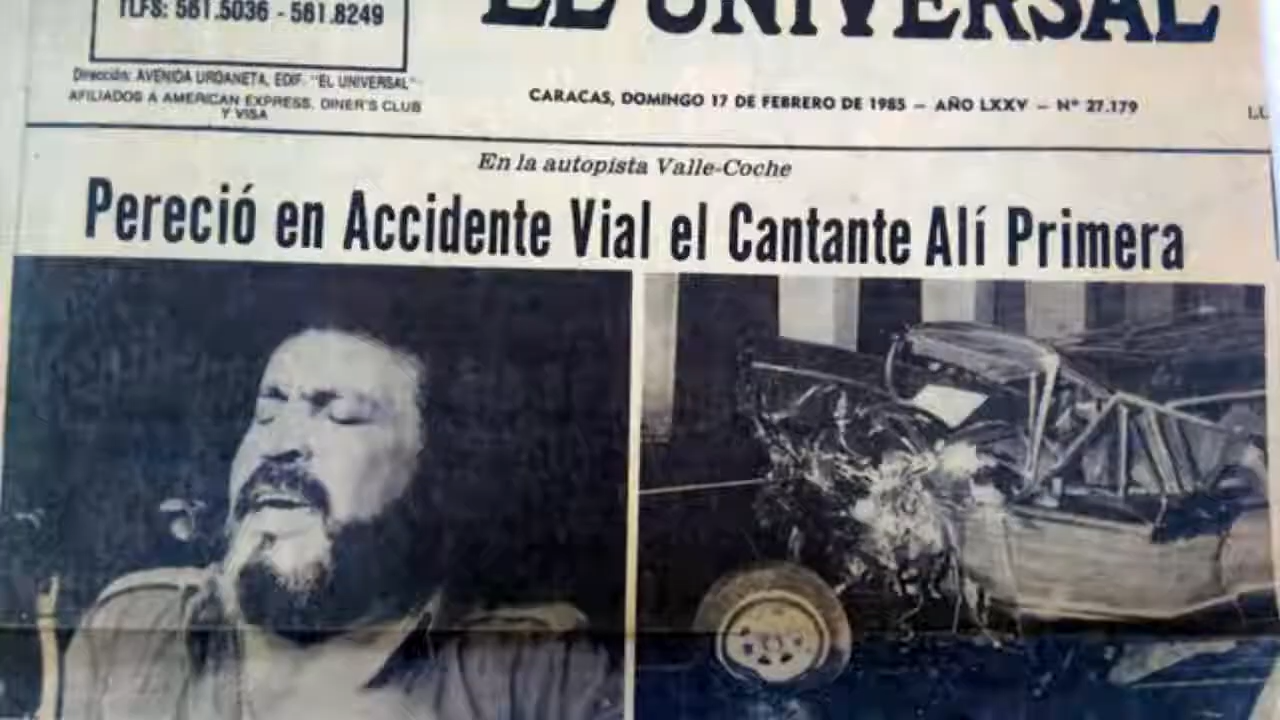 TLFS: 561.5036 - 561.8249
EL UNIVERSAL
Dirección: AVENIDA URDANETA, EDIF. "EL UNIVERSAL"
AFILIADOS A AMERICAN EXPRESS, DINER'S CLUB
Y VISA
CARACAS, DOMINGO 17 DE FEBRERO DE 1985 — AÑO LXXV — Nº 27.179
En la autopista Valle-Coche
Pereció en Accidente Vial el Cantante Alí Primera